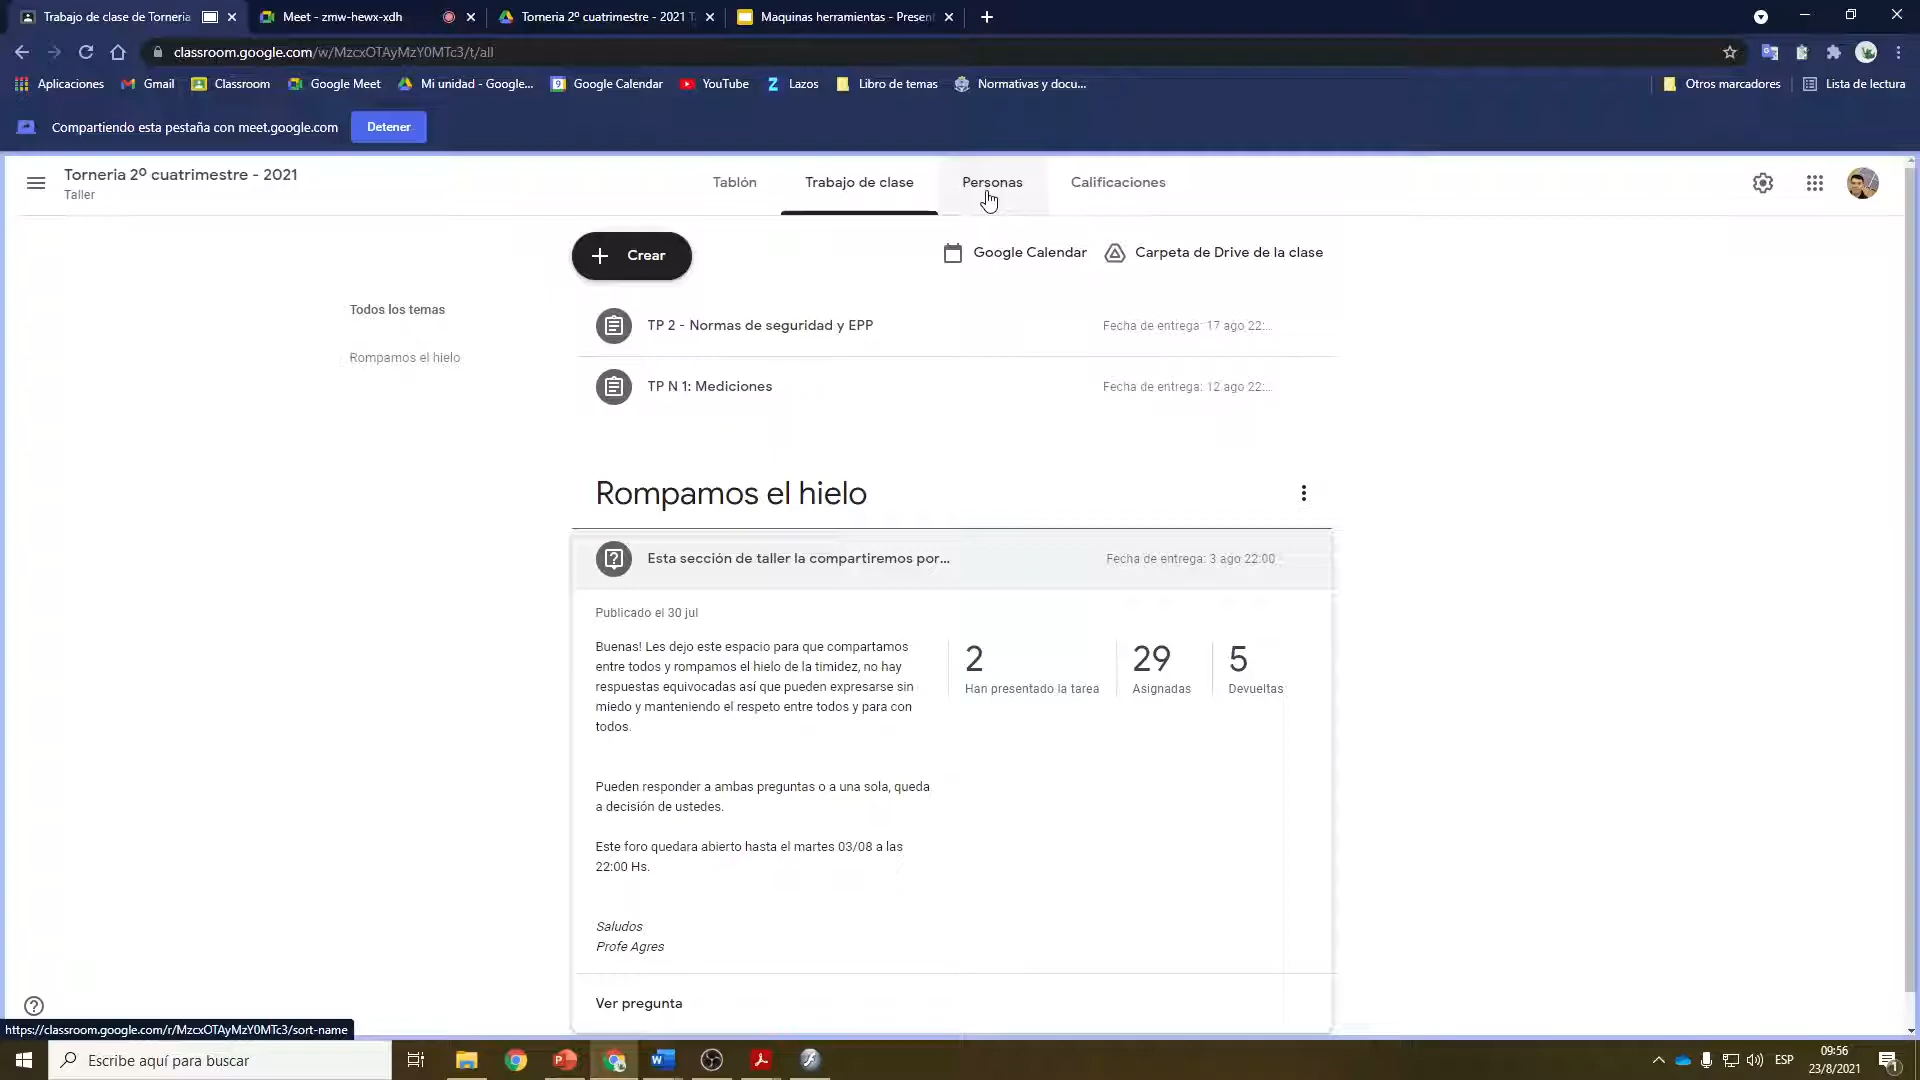 Trabajo de clase de Torneria
Meet - zmw-hewx-xdh
Torneria 2º cuatrimestre - 2021 T
Maquinas herramientas - Present
classroom.google.com/w/MzcxOTAyMzY0MTc3/t/all
Aplicaciones
Gmail
Classroom
Google Meet
Mi unidad - Google...
Google Calendar
YouTube
Lazos
Libro de temas
Normativas y docu...
Otros marcadores
Lista de lectura
Compartiendo esta pestaña con meet.google.com
Detener
Torneria 2º cuatrimestre - 2021
Taller
Tablón
Trabajo de clase
Personas
Calificaciones
Crear
Google Calendar
Carpeta de Drive de la clase
Todos los temas
Rompamos el hielo
TP 2 - Normas de seguridad y EPP
Fecha de entrega: 17 ago 22:...
TP N 1: Mediciones
Fecha de entrega: 12 ago 22:...
Rompamos el hielo
Esta sección de taller la compartiremos por...
Fecha de entrega: 3 ago 22:00
Publicado el 30 jul
Buenas! Les dejo este espacio para que compartamos
entre todos y rompamos el hielo de la timidez, no hay
respuestas equivocadas así que pueden expresarse sin
miedo y manteniendo el respeto entre todos y para con
todos.
Pueden responder a ambas preguntas o a una sola, queda
a decisión de ustedes.
Este foro quedara abierto hasta el martes 03/08 a las
22:00 Hs.
Saludos
Profe Agres
2
Han presentado la tarea
29
Asignadas
5
Devueltas
Ver pregunta
https://classroom.google.com/r/MzcxOTAyMzY0MTc3/sort-name
Escribe aquí para buscar
ESP
09:56
23/8/2021
1